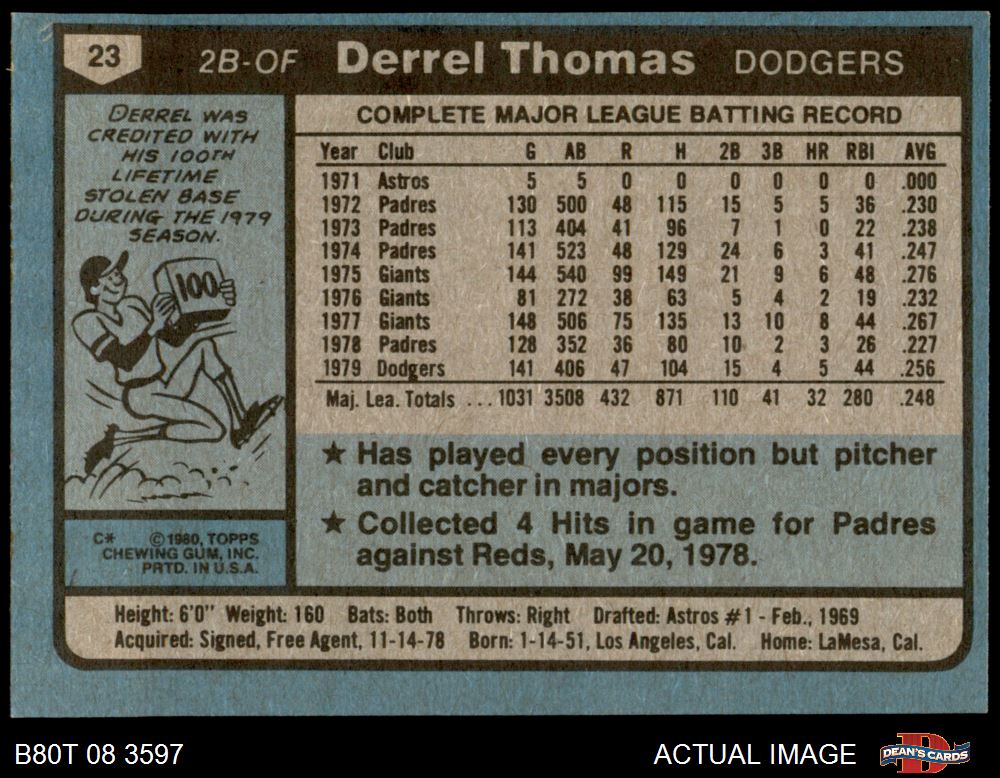 23 2B-OF Derrel Thomas DODGERS
DERREL WAS
CREDITED WITH
HIS 100TH
LIFETIME
STOLEN BASE
DURING THE 1979
SEASON.
100
COMPLETE MAJOR LEAGUE BATTING RECORD
Year Club G AB R H 2B 3B HR RBI AVG
1971 Astros 5 5 0 0 0 0 0 0 .000
1972 Padres 130 500 48 115 15 5 5 36 .230
1973 Padres 113 404 41 96 7 1 0 22 .238
1974 Padres 141 523 48 129 24 6 3 41 .247
1975 Giants 144 540 99 149 21 9 6 48 .276
1976 Giants 81 272 38 63 5 4 2 19 .232
1977 Giants 148 506 75 135 13 10 8 44 .267
1978 Padres 128 352 36 80 10 2 3 26 .227
1979 Dodgers 141 406 47 104 15 4 5 44 .256
Maj. Lea. Totals ... 1031 3508 432 871 110 41 32 280 .248
★ Has played every position but pitcher
and catcher in majors.
★ Collected 4 Hits in game for Padres
against Reds, May 20, 1978.
C* © 1980, TOPPS
CHEWING GUM, INC.
PRTD. IN U.S.A.
Height: 6'0" Weight: 160 Bats: Both Throws: Right Drafted: Astros #1 - Feb., 1969
Acquired: Signed, Free Agent, 11-14-78 Born: 1-14-51, Los Angeles, Cal. Home: LaMesa, Cal.
B80T 08 3597 ACTUAL IMAGE D DEAN'S CARDS